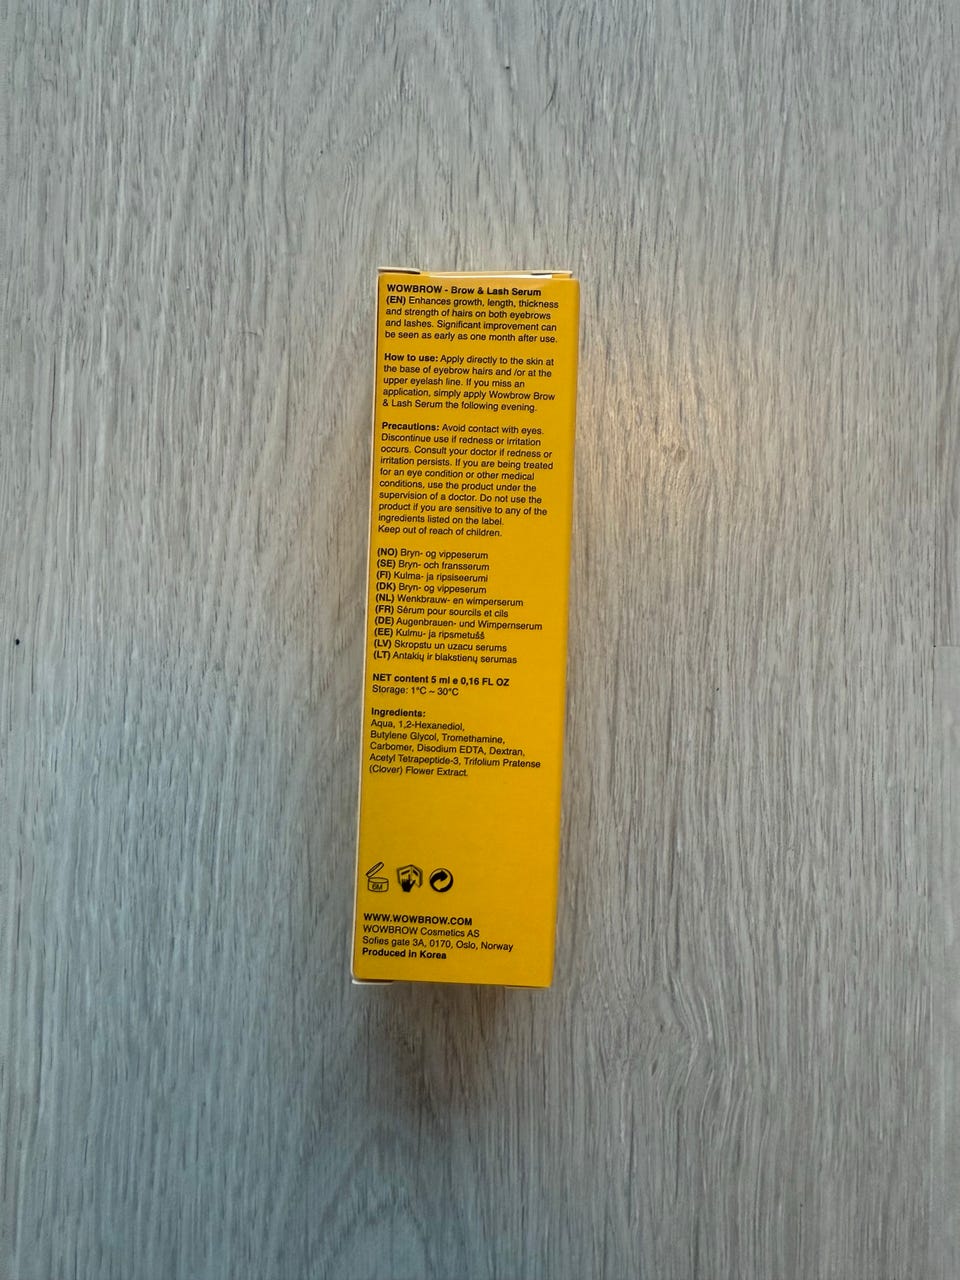 WOWBROW - Brow & Lash Serum
(EN) Enhances growth, length, thickness
and strength of hairs on both eyebrows
and lashes. Significant improvement can
be seen as early as one month after use.
How to use: Apply directly to the skin at
the base of eyebrow hairs and /or at the
upper eyelash line. If you miss an
application, simply apply Wowbrow Brow
& Lash Serum the following evening.
Precautions: Avoid contact with eyes.
Discontinue use if redness or irritation
occurs. Consult your doctor if redness or
irritation persists. If you are being treated
for an eye condition or other medical
conditions, use the product under the
supervision of a doctor. Do not use the
product if you are sensitive to any of the
ingredients listed on the label.
Keep out of reach of children.
(NO) Bryn- og vippeserum
(SE) Bryn- och fransserum
(FI) Kulma- ja ripsiseerumi
(DK) Bryn- og vippeserum
(NL) Wenkbrauw- en wimperserum
(FR) Sérum pour sourcils et cils
(DE) Augenbrauen- und Wimpernserum
(EE) Kulmu- ja ripsmetušš
(LV) Skropstu un uzacu serums
(LT) Antakių ir blakstienų serumas
NET content 5 ml e 0,16 FL OZ
Storage: 1°C ~ 30°C
Ingredients:
Aqua, 1,2-Hexanediol,
Butylene Glycol, Tromethamine,
Carbomer, Disodium EDTA, Dextran,
Acetyl Tetrapeptide-3, Trifolium Pratense
(Clover) Flower Extract.
6M
WWW.WOWBROW.COM
WOWBROW Cosmetics AS
Sofies gate 3A, 0170, Oslo, Norway
Produced in Korea